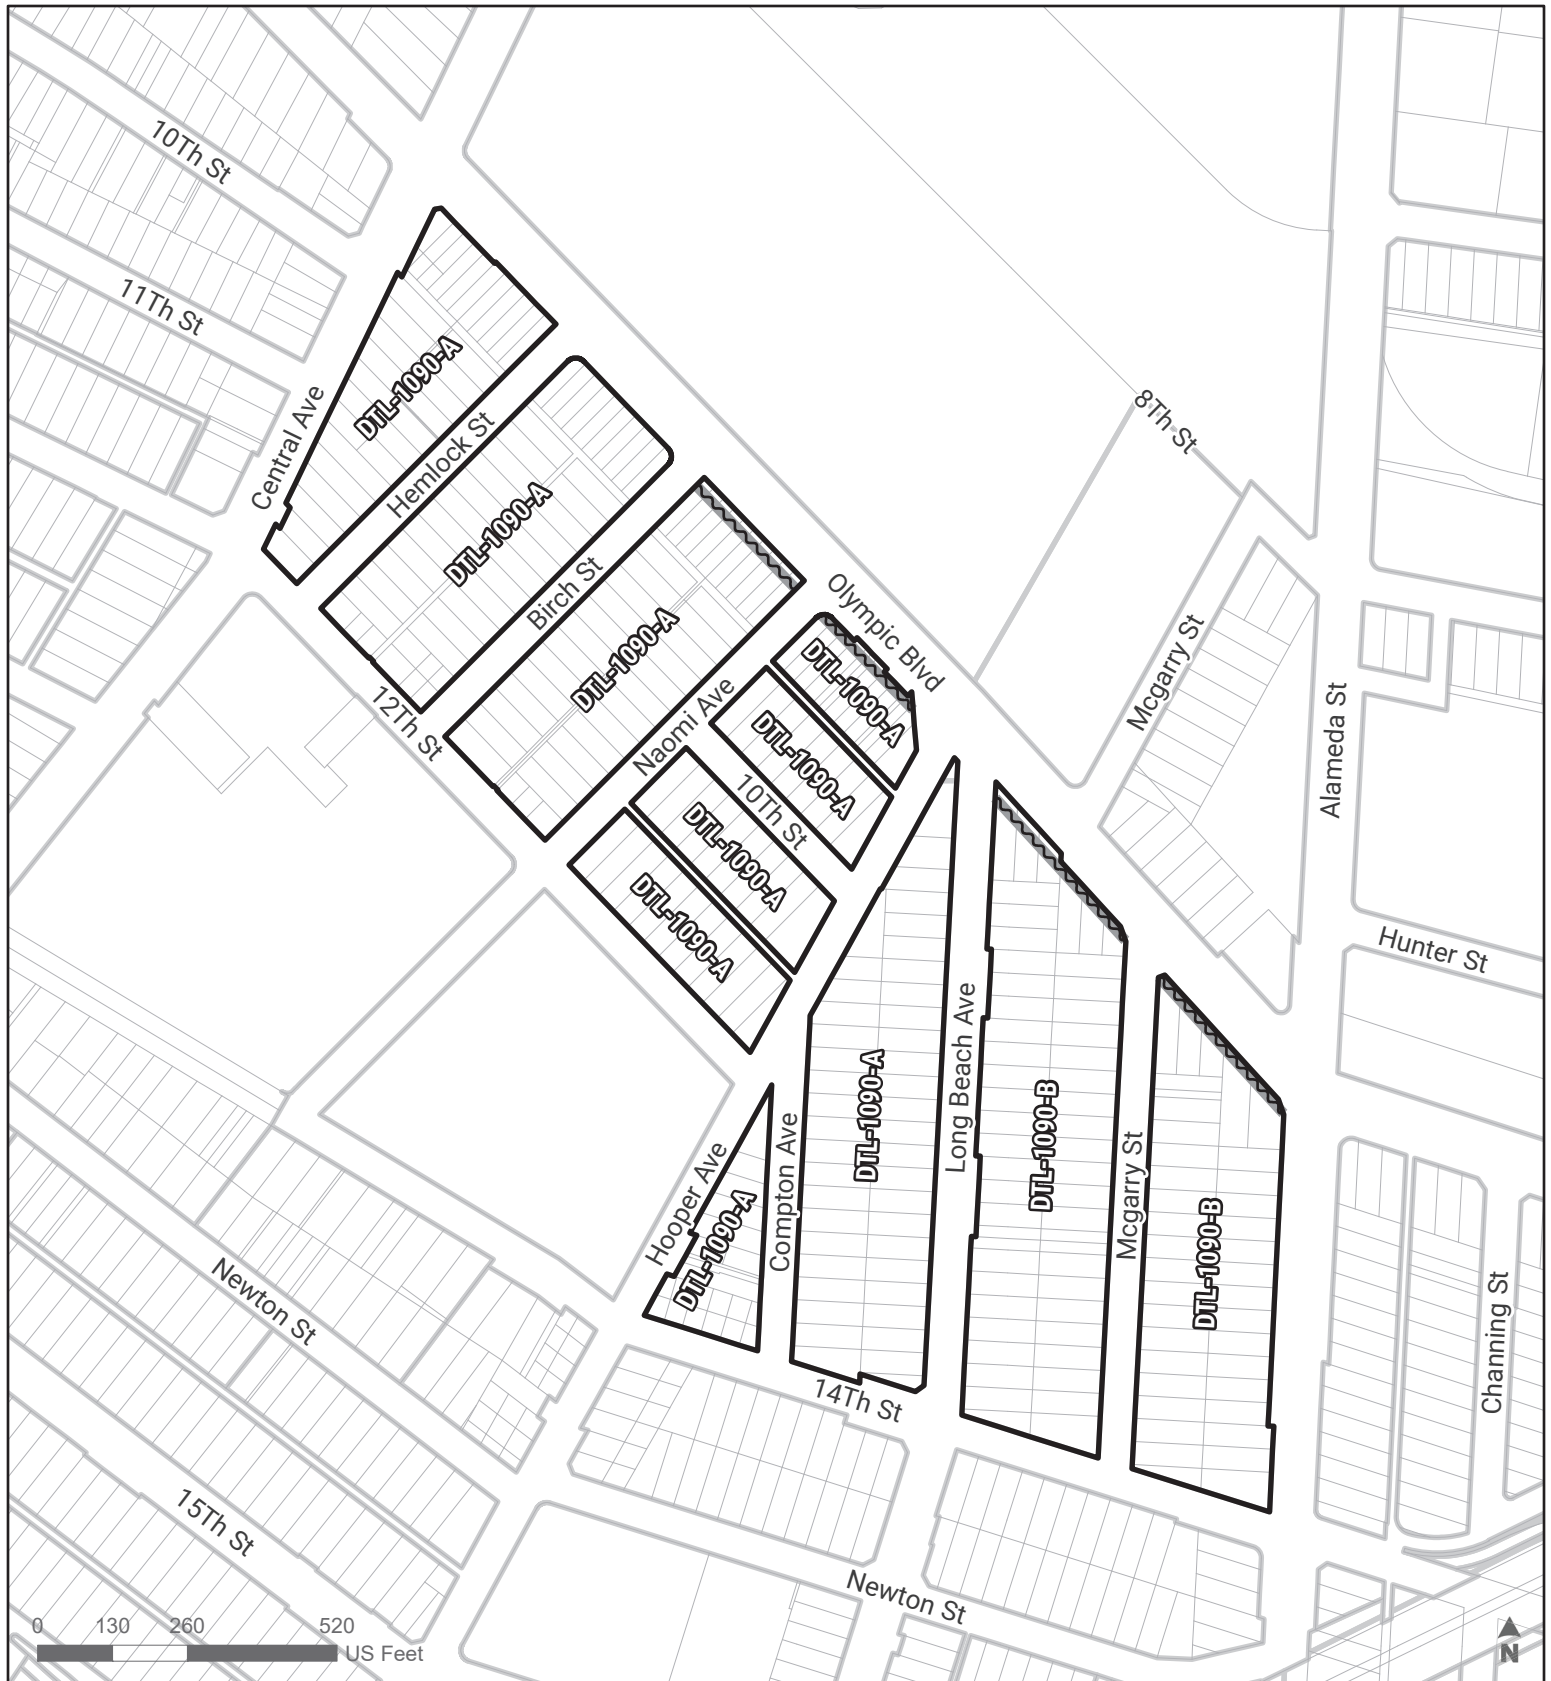 10Th St
11Th St
Central Ave
DTL-1090-A
Hemlock St
DTL-1090-A
Birch St
DTL-1090-A
12Th St
Naomi Ave
8Th St
Olympic Blvd
DTL-1090-A
DTL-1090-A
10Th St
DTL-1090-A
DTL-1090-A
Mcgarry St
Alameda St
Hunter St
Long Beach Ave
DTL-1090-A
DTL-1090-B
Compton Ave
Mcgarry St
Hooper Ave
DTL-1090-A
DTL-1090-B
Channing St
Newton St
14Th St
15Th St
Newton St
0 130 260 520
US Feet
N